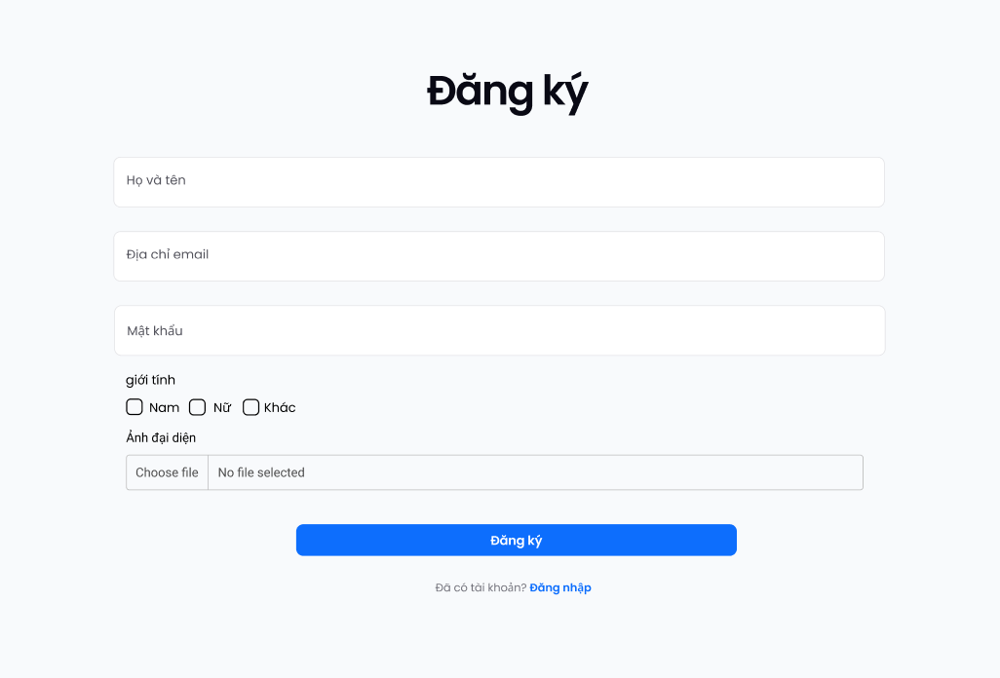 Đăng ký
Họ và tên
Địa chỉ email
Mật khẩu
giới tính
Nam Nữ Khác
Ảnh đại diện
Choose file No file selected
Đăng ký
Đã có tài khoản? Đăng nhập